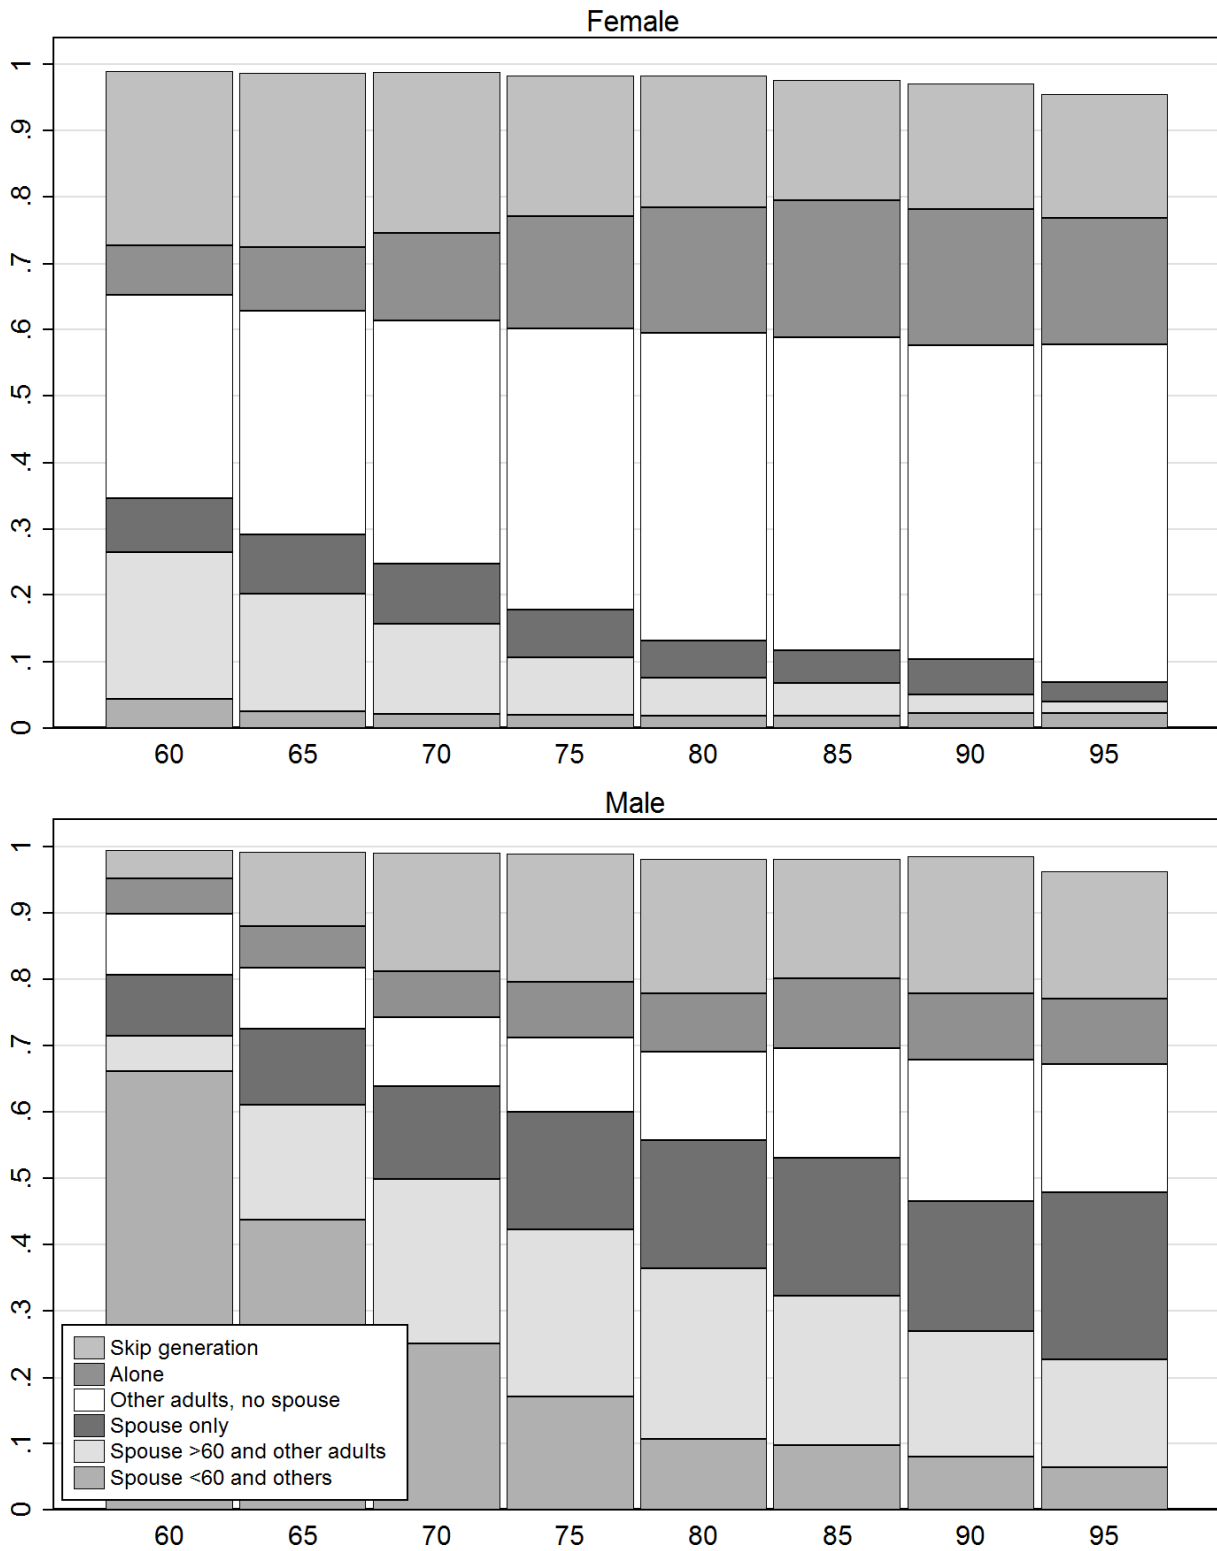 Female
1
.9
.8
.7
.6
.5
.4
.3
.2
.1
0
60 65 70 75 80 85 90 95
Male
1
.9
.8
.7
.6
.5
.4
.3
.2
.1
0
Skip generation
Alone
Other adults, no spouse
Spouse only
Spouse >60 and other adults
Spouse <60 and others
60 65 70 75 80 85 90 95